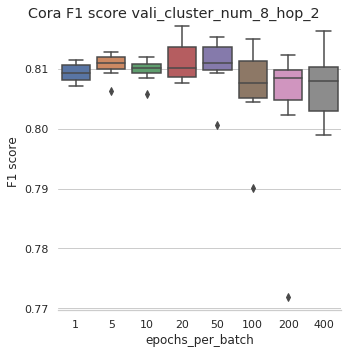 Cora F1 score vali_cluster_num_8_hop_2
0.81
0.80
0.79
0.78
0.77
F1 score
1 5 10 20 50 100 200 400
epochs_per_batch